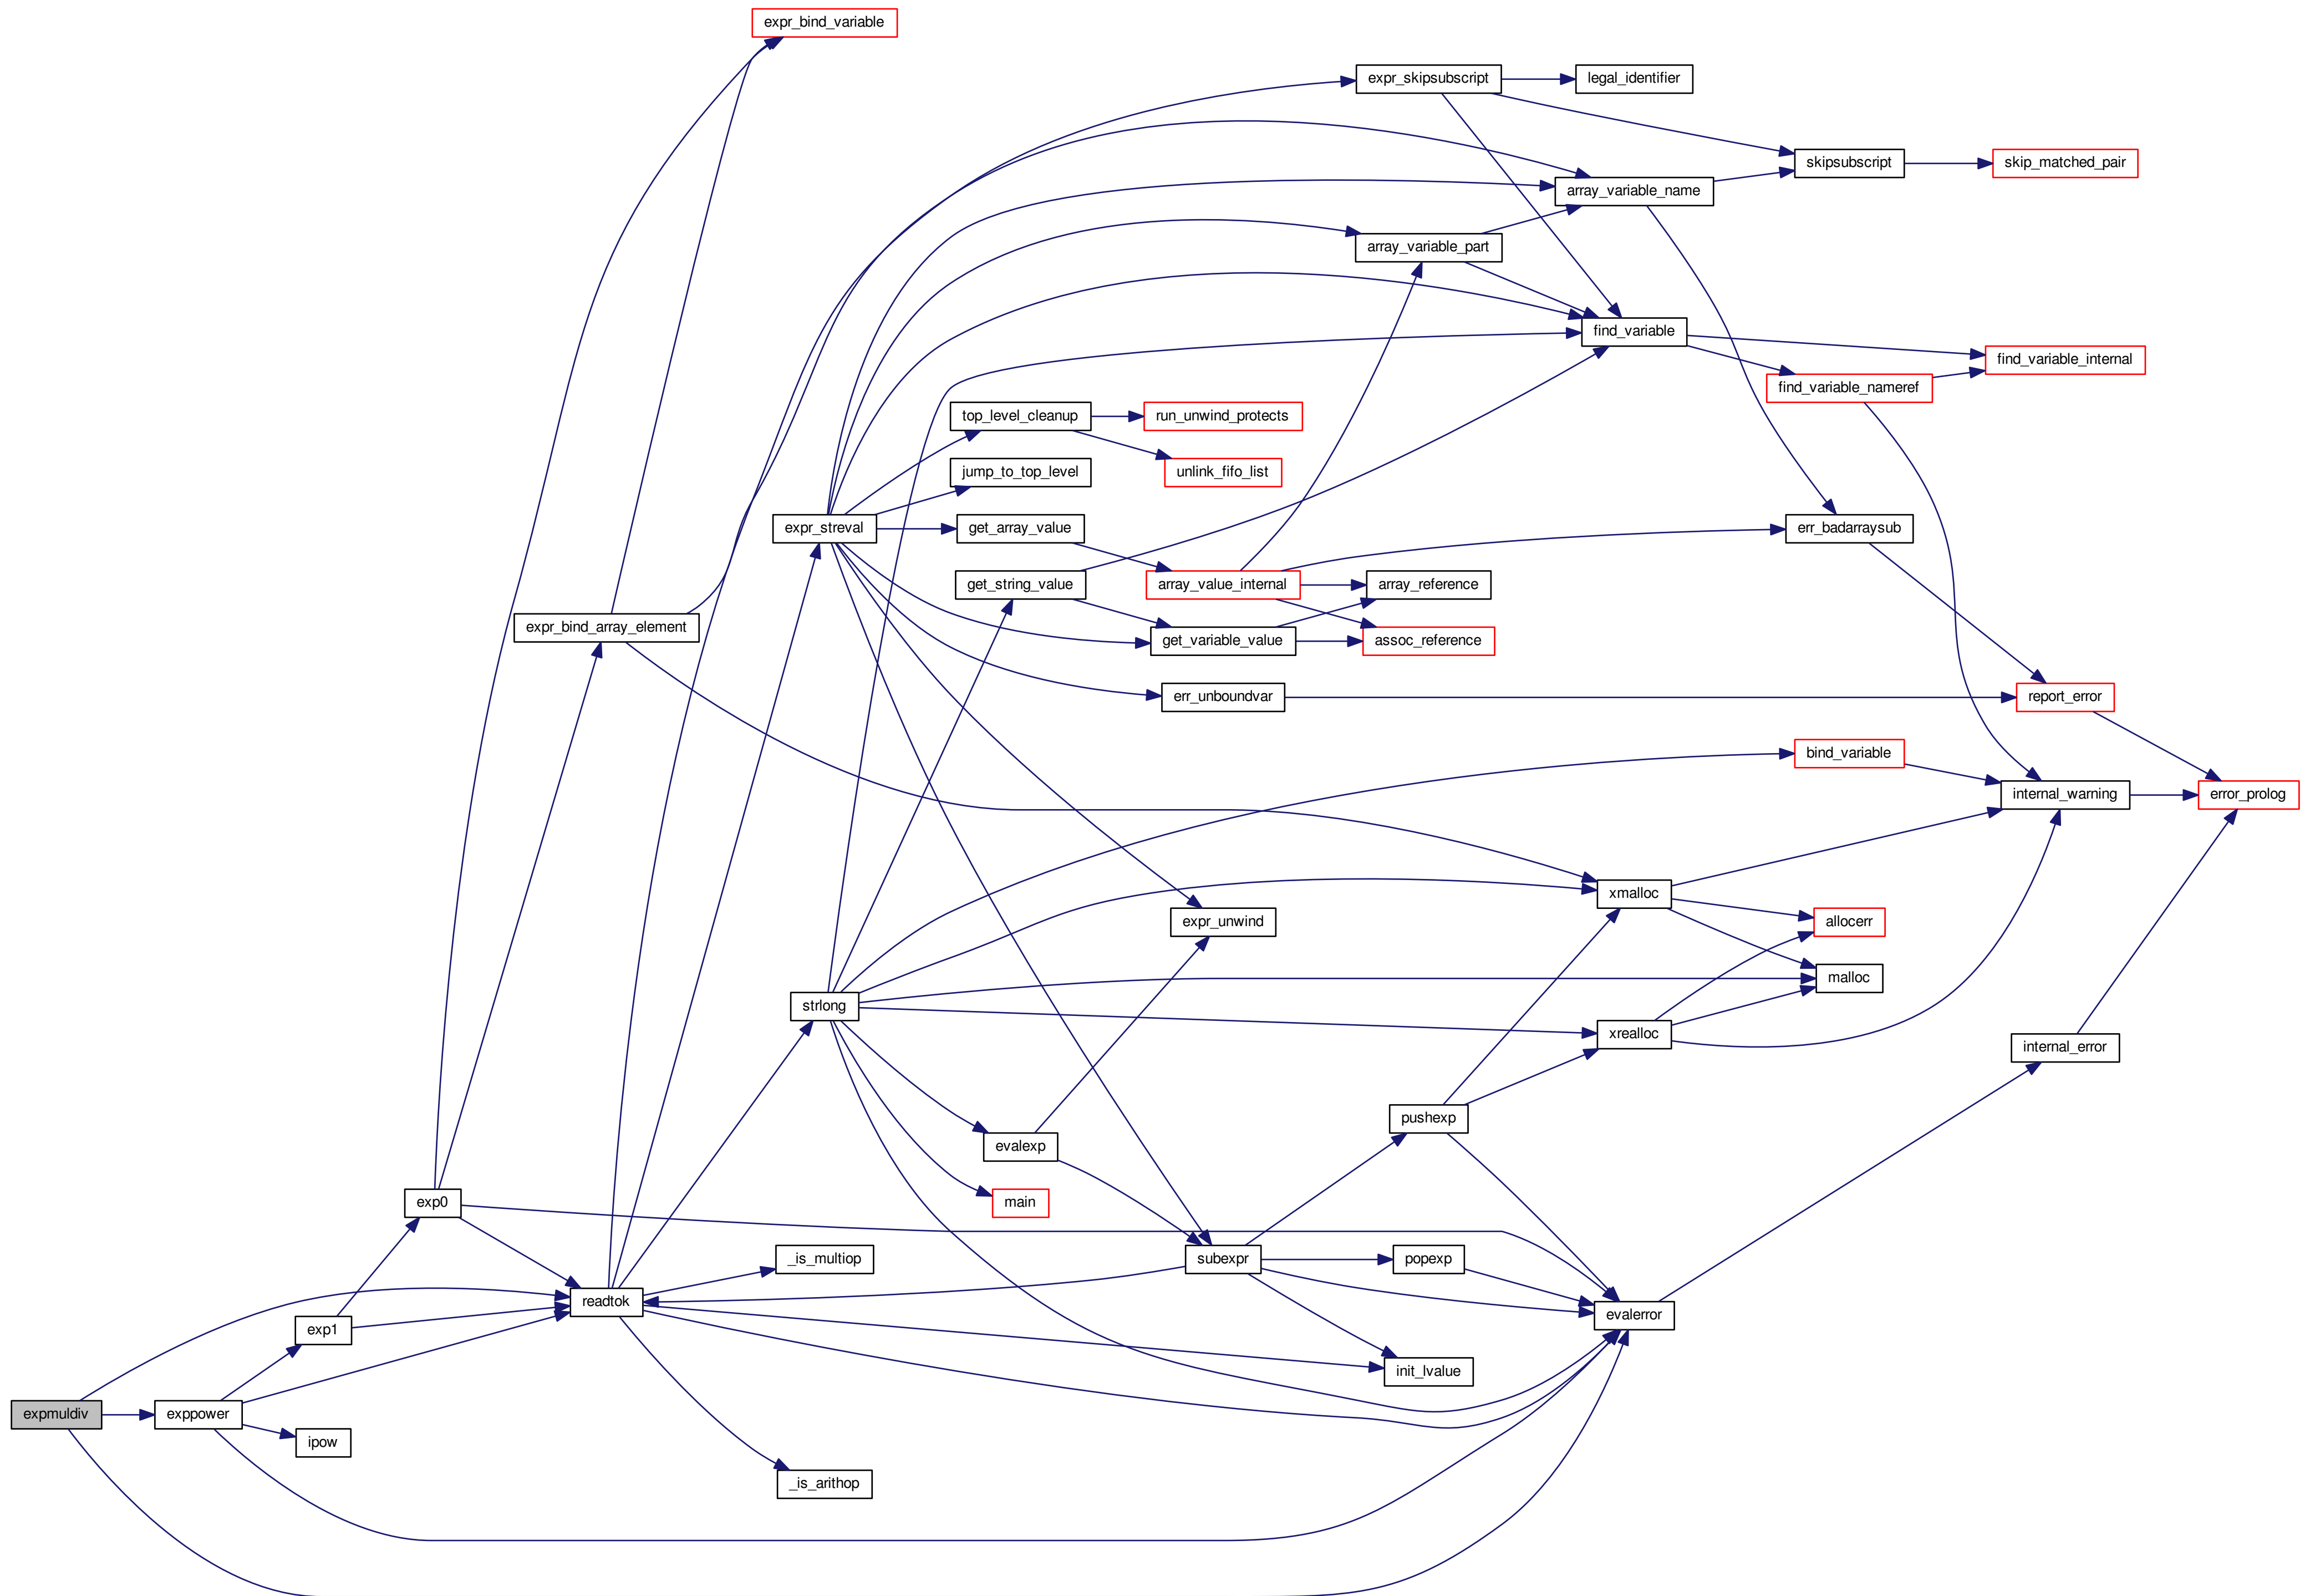 expr_bind_variable
expr_skipsubscript
legal_identifier
skipsubscript
skip_matched_pair
array_variable_name
array_variable_part
find_variable
find_variable_internal
find_variable_nameref
top_level_cleanup
run_unwind_protects
jump_to_top_level
unlink_fifo_list
expr_streval
get_array_value
err_badarraysub
get_string_value
array_value_internal
array_reference
expr_bind_array_element
get_variable_value
assoc_reference
err_unboundvar
report_error
bind_variable
internal_warning
error_prolog
xmalloc
expr_unwind
allocerr
malloc
strlong
xrealloc
internal_error
pushexp
evalexp
exp0
main
_is_multiop
subexpr
popexp
readtok
evalerror
exp1
init_lvalue
expmuldiv
exppower
ipow
_is_arithop